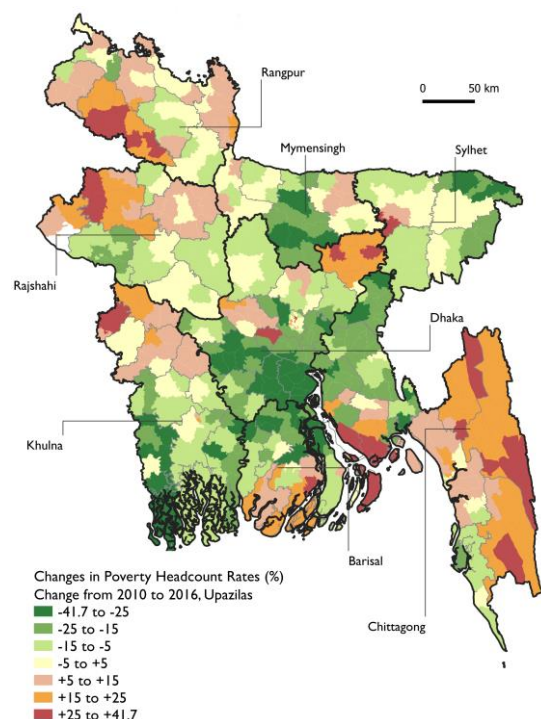 Rangpur
0 50 km
Mymensingh
Sylhet
Rajshahi
Dhaka
Khulna
Barisal
Chittagong
Changes in Poverty Headcount Rates (%)
Change from 2010 to 2016, Upazilas
-41.7 to -25
-25 to -15
-15 to -5
-5 to +5
+5 to +15
+15 to +25
+25 to +41.7